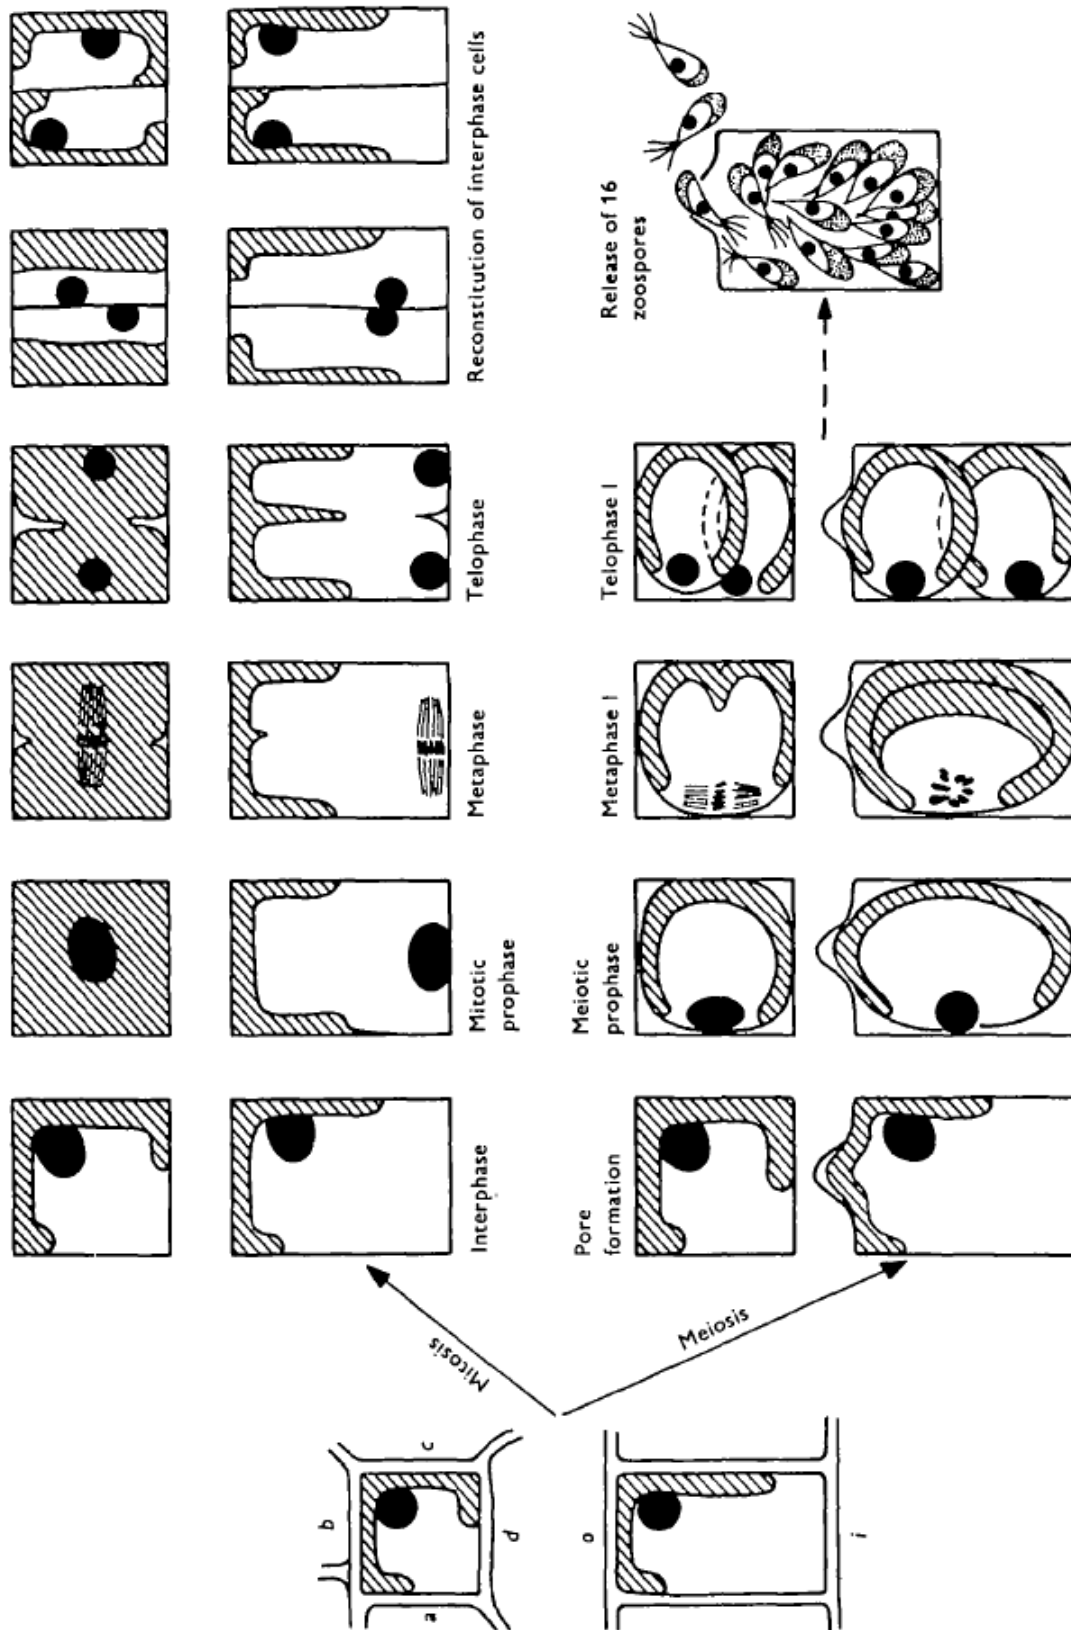 b
a
c
d
o
i
Mitosis
Meiosis
Interphase
Mitotic
prophase
Metaphase
Telophase
Reconstitution of interphase cells
Pore
formation
Meiotic
prophase
Metaphase I
Telophase I
Release of 16
zoospores